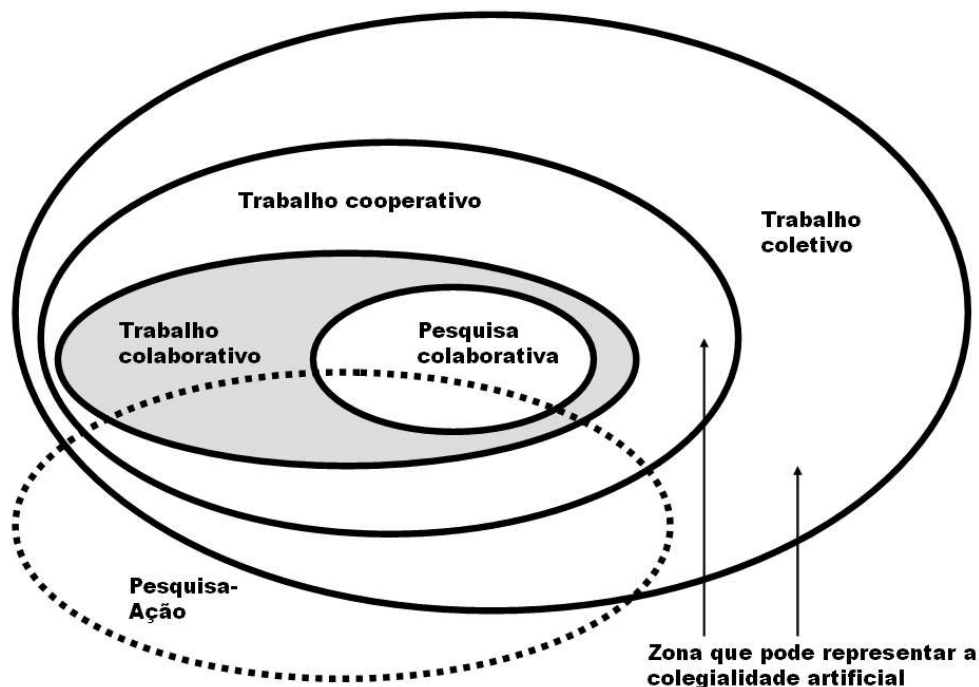 Trabalho cooperativo
Trabalho
coletivo
Trabalho
colaborativo
Pesquisa
colaborativa
Pesquisa-
Ação
Zona que pode representar a
colegialidade artificial